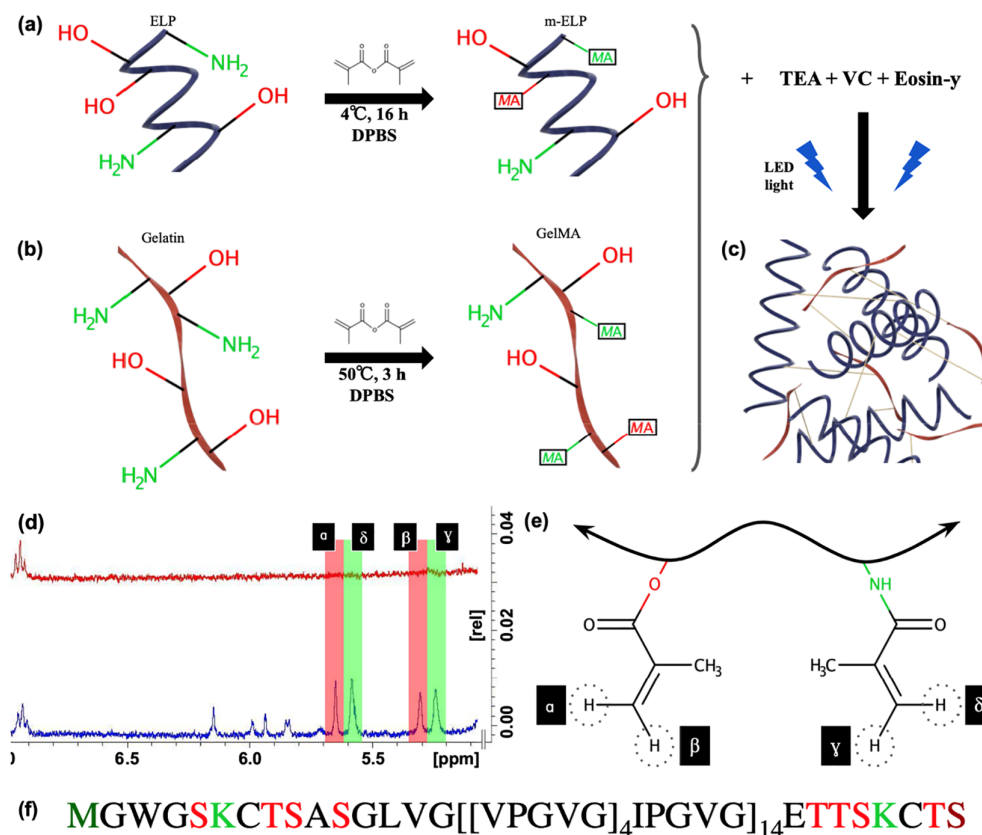 (a)
ELP
HO
NH2
HO
OH
H2N
4℃, 16 h
DPBS
O O
O
m-ELP
HO
MA
MA
OH
H2N
+ TEA + VC + Eosin-y
LED
light
(b)
Gelatin
OH
H2N
NH2
HO
OH
H2N
O O
O
50℃, 3 h
DPBS
GelMA
OH
H2N
MA
HO
MA
MA
(c)
(d)
α δ β γ
0.04
0.02
0.00
[rel]
6.5 6.0 5.5 [ppm]
(e)
O NH
O O
CH3 H3C
α H H δ
H β γ H
(f) MGWGSKCTSASGLVG[[VPGVG]4IPGVG]14ETTSKCTS